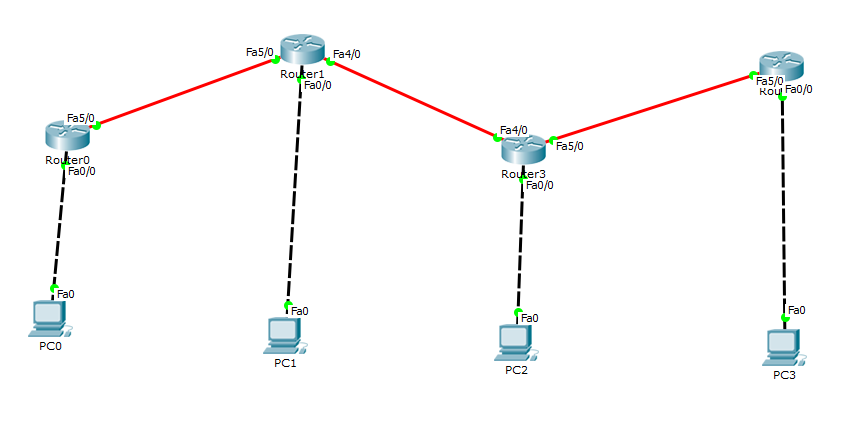 Fa5/0
Router1
Fa4/0
Fa0/0
Fa5/0
Router0
Fa0/0
Fa4/0
Router3
Fa5/0
Fa0/0
Fa5/0
Fa0/0
Fa0
PC0
Fa0
PC1
Fa0
PC2
Fa0
PC3